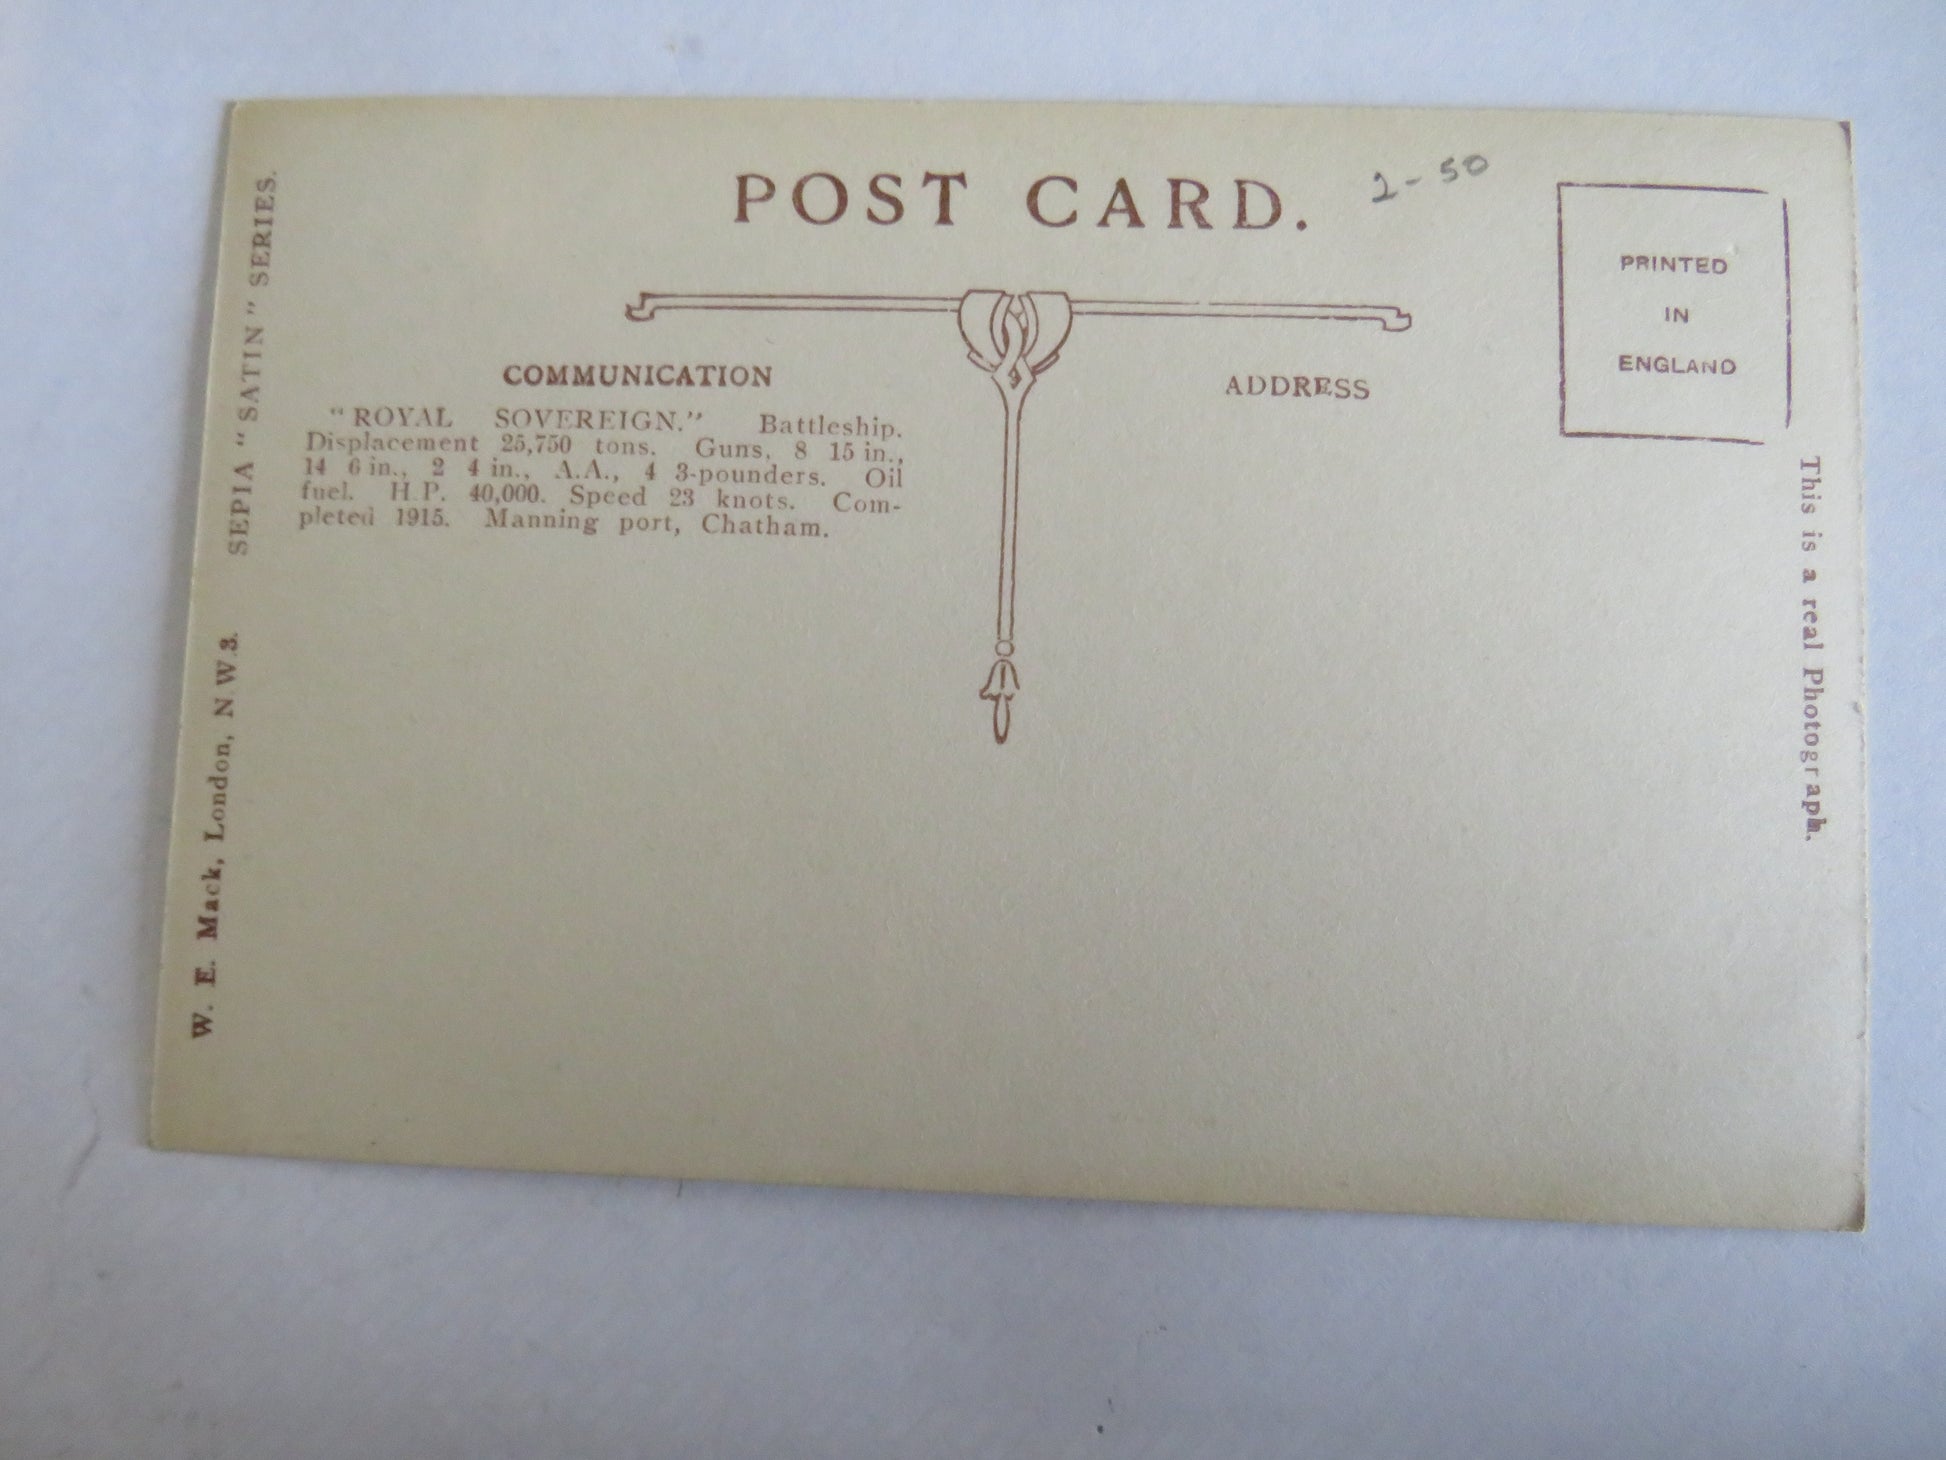 POST CARD.
2-50
PRINTED
IN
ENGLAND
COMMUNICATION
ADDRESS
"ROYAL SOVEREIGN." Battleship.
Displacement 25,750 tons. Guns, 8 15 in.,
14 6 in., 2 4 in., A.A., 4 3-pounders. Oil
fuel. H.P. 40,000. Speed 23 knots. Com-
pleted 1915. Manning port, Chatham.
W. E. Mack, London, N.W.3. SEPIA "SATIN" SERIES.
This is a real Photograph.